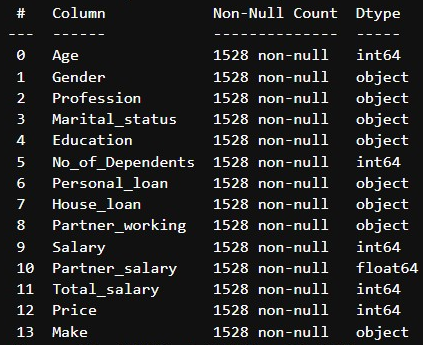 #   Column            Non-Null Count  Dtype
---  ------            --------------  -----
0   Age               1528 non-null   int64
1   Gender            1528 non-null   object
2   Profession        1528 non-null   object
3   Marital_status    1528 non-null   object
4   Education         1528 non-null   object
5   No_of_Dependents  1528 non-null   int64
6   Personal_loan     1528 non-null   object
7   House_loan        1528 non-null   object
8   Partner_working   1528 non-null   object
9   Salary            1528 non-null   int64
10  Partner_salary    1528 non-null   float64
11  Total_salary      1528 non-null   int64
12  Price             1528 non-null   int64
13  Make              1528 non-null   object